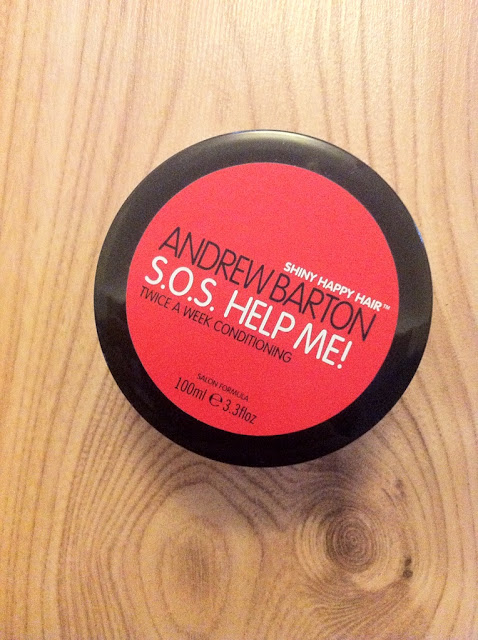 SHINY HAPPY HAIR™
ANDREW BARTON
S.O.S. HELP ME!
TWICE A WEEK CONDITIONING
SALON FORMULA
100ml ℮ 3.3floz